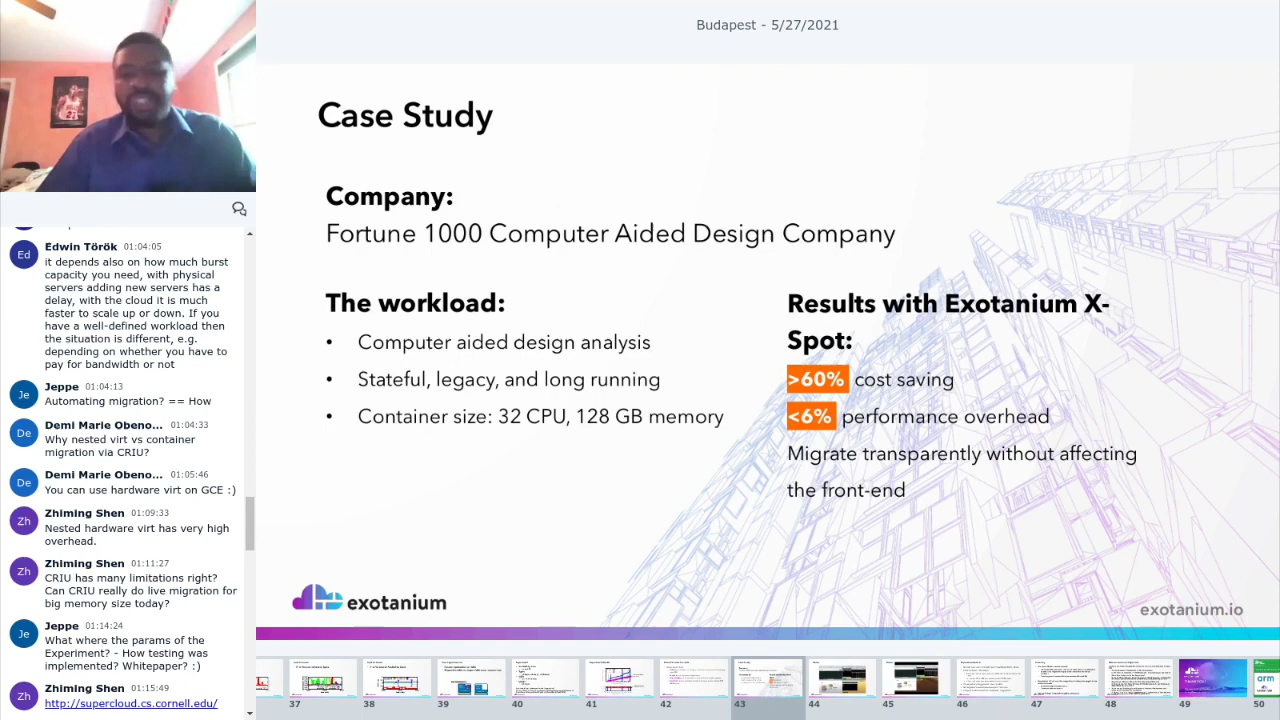 Budapest - 5/27/2021
Case Study
Company:
Fortune 1000 Computer Aided Design Company
The workload:
• Computer aided design analysis
• Stateful, legacy, and long running
• Container size: 32 CPU, 128 GB memory
Results with Exotanium X-
Spot:
>60% cost saving
<6% performance overhead
Migrate transparently without affecting
the front-end
exotanium
exotanium.io
Ed
Edwin Török 01:04:05
it depends also on how much burst
capacity you need, with physical
servers adding new servers has a
delay, with the cloud it is much
faster to scale up or down. If you
have a well-defined workload then
the situation is different, e.g.
depending on whether you have to
pay for bandwidth or not
Je
Jeppe 01:04:13
Automating migration? == How
De
Demi Marie Obeno... 01:04:33
Why nested virt vs container
migration via CRIU?
De
Demi Marie Obeno... 01:05:46
You can use hardware virt on GCE :)
Zh
Zhiming Shen 01:09:33
Nested hardware virt has very high
overhead.
Zh
Zhiming Shen 01:11:27
CRIU has many limitations right?
Can CRIU really do live migration for
big memory size today?
Je
Jeppe 01:14:24
What where the params of the
Experiment? - How testing was
implemented? Whitepaper? :)
Zh
Zhiming Shen 01:15:49
http://supercloud.cs.cornell.edu/
37 38 39 40 41 42 43 44 45 46 47 48 49 50
arm